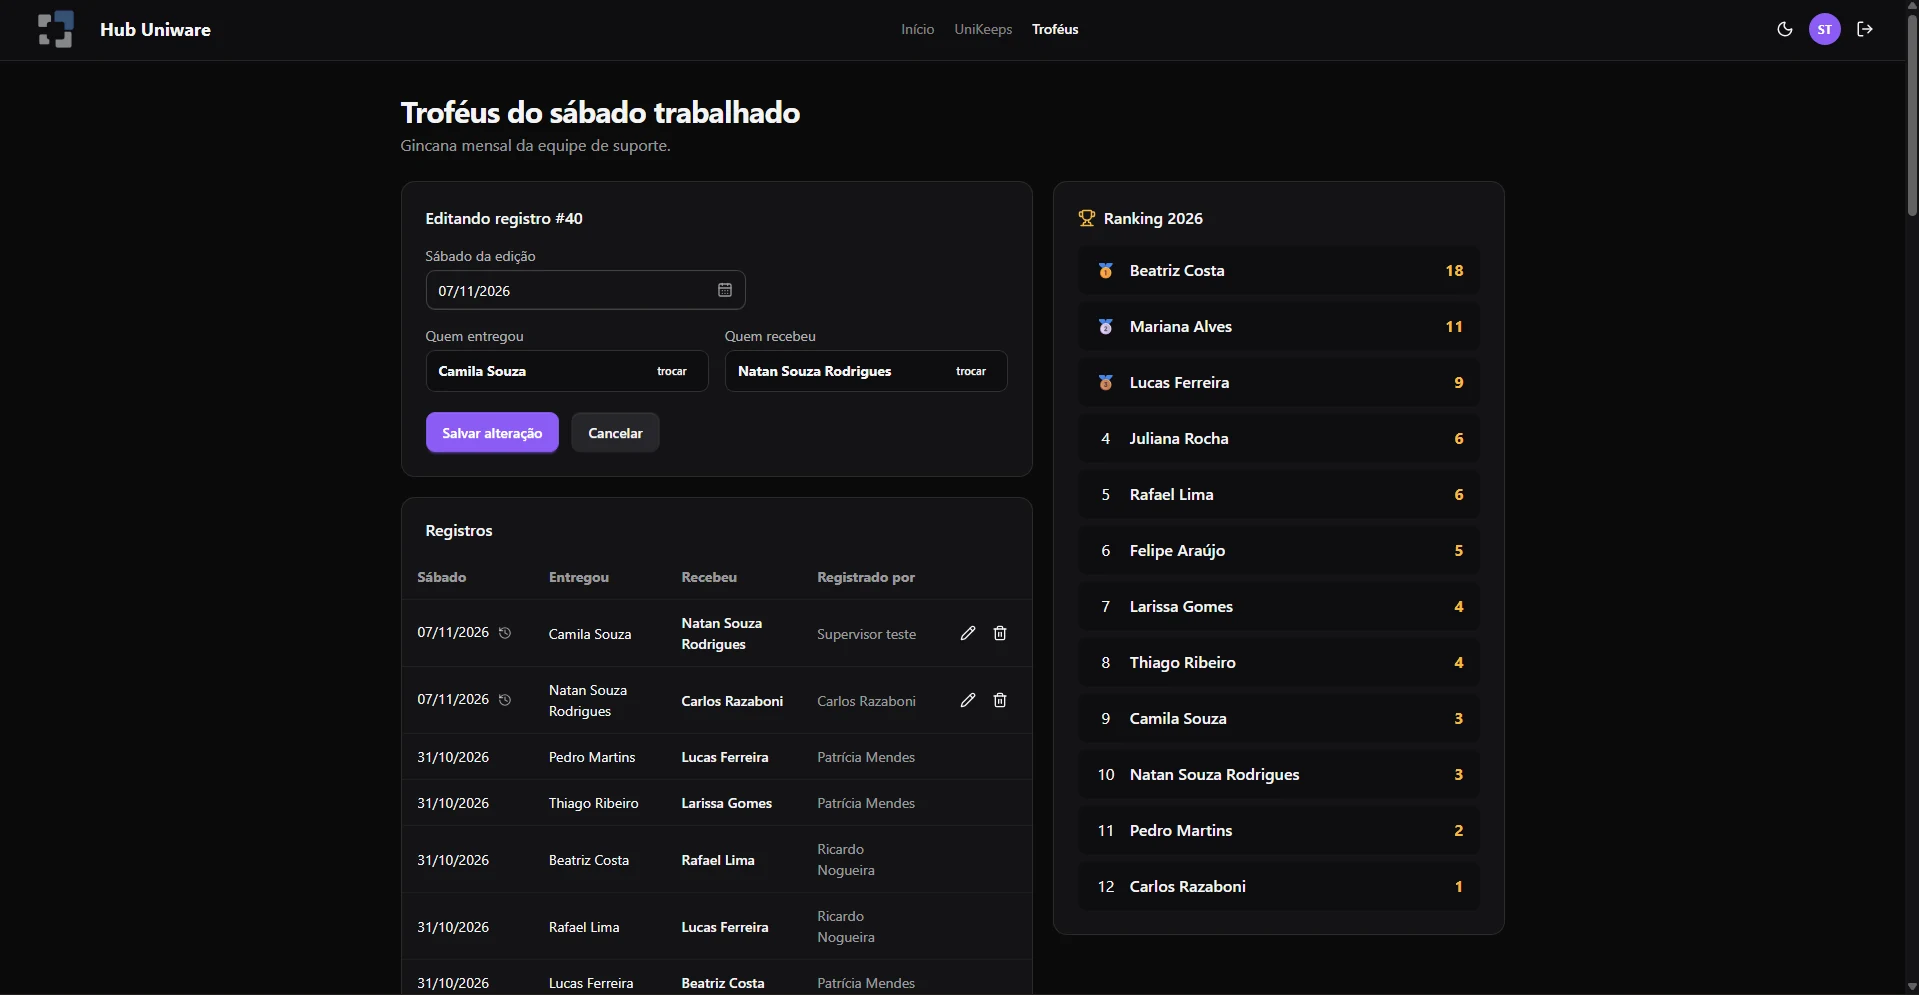 Hub Uniware
Início UniKeeps Troféus
ST
Troféus do sábado trabalhado
Gincana mensal da equipe de suporte.
Editando registro #40
Sábado da edição
07/11/2026
Quem entregou Quem recebeu
Camila Souza trocar Natan Souza Rodrigues trocar
Salvar alteração Cancelar
Registros
Sábado Entregou Recebeu Registrado por
07/11/2026 Camila Souza Natan Souza Rodrigues Supervisor teste
07/11/2026 Natan Souza Rodrigues Carlos Razaboni Carlos Razaboni
31/10/2026 Pedro Martins Lucas Ferreira Patrícia Mendes
31/10/2026 Thiago Ribeiro Larissa Gomes Patrícia Mendes
31/10/2026 Beatriz Costa Rafael Lima Ricardo Nogueira
31/10/2026 Rafael Lima Lucas Ferreira Ricardo Nogueira
31/10/2026 Lucas Ferreira Beatriz Costa Patrícia Mendes
Ranking 2026
1 Beatriz Costa 18
2 Mariana Alves 11
3 Lucas Ferreira 9
4 Juliana Rocha 6
5 Rafael Lima 6
6 Felipe Araújo 5
7 Larissa Gomes 4
8 Thiago Ribeiro 4
9 Camila Souza 3
10 Natan Souza Rodrigues 3
11 Pedro Martins 2
12 Carlos Razaboni 1